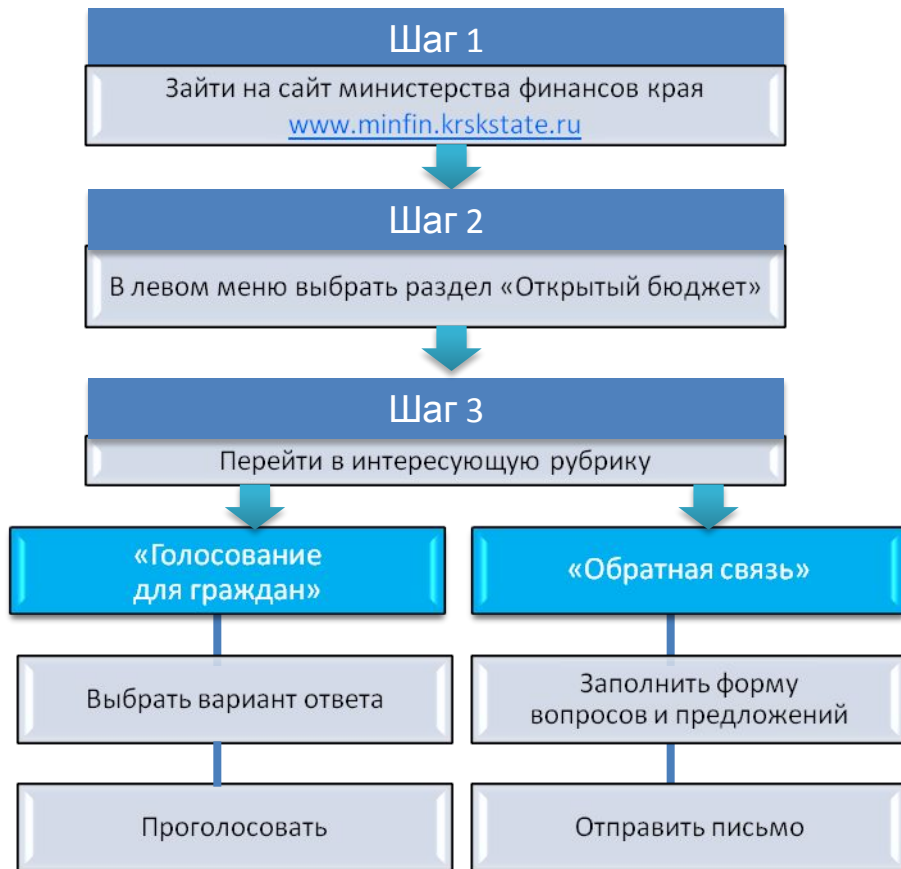 Шаг 1
Зайти на сайт министерства финансов края
www.minfin.krskstate.ru
Шаг 2
В левом меню выбрать раздел «Открытый бюджет»
Шаг 3
Перейти в интересующую рубрику
«Голосование
для граждан»
Выбрать вариант ответа
Проголосовать
«Обратная связь»
Заполнить форму
вопросов и предложений
Отправить письмо